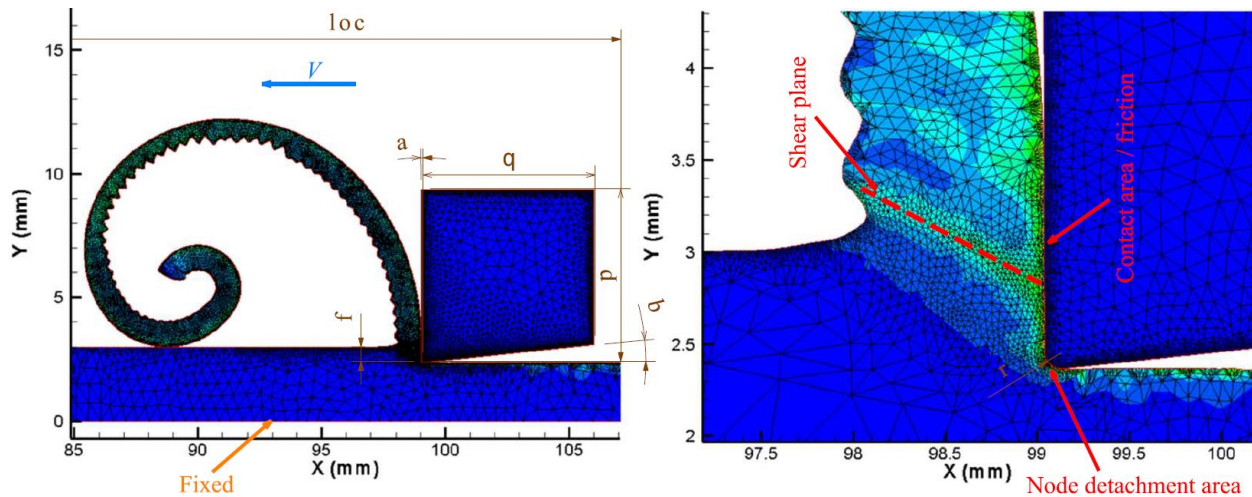 loc
V
a
q
f
p
q
15
10
5
0
Y (mm)
85
90
95
100
105
X (mm)
Fixed
4
3.5
3
2.5
2
Y (mm)
97.5
98
98.5
99
99.5
100
X (mm)
Shear plane
Contact area / friction
r
Node detachment area